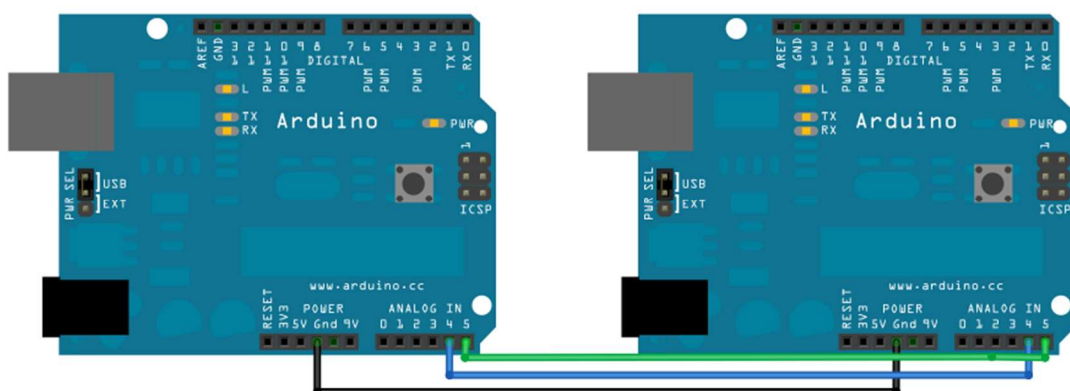 AREF
GND
13
12
11
10
9
8
7
6
5
4
3
2
TX 1
RX 0
PWM
PWM
PWM
DIGITAL
PWM
PWM
PWM
L
TX
RX
Arduino
PWR
1
PWR SEL
USB
EXT
ICSP
www.arduino.cc
POWER
ANALOG IN
RESET
3V3
5V
Gnd
9V
0
1
2
3
4
5
AREF
GND
13
12
11
10
9
8
7
6
5
4
3
2
TX 1
RX 0
PWM
PWM
PWM
DIGITAL
PWM
PWM
PWM
L
TX
RX
Arduino
PWR
1
PWR SEL
USB
EXT
ICSP
www.arduino.cc
POWER
ANALOG IN
RESET
3V3
5V
Gnd
9V
0
1
2
3
4
5